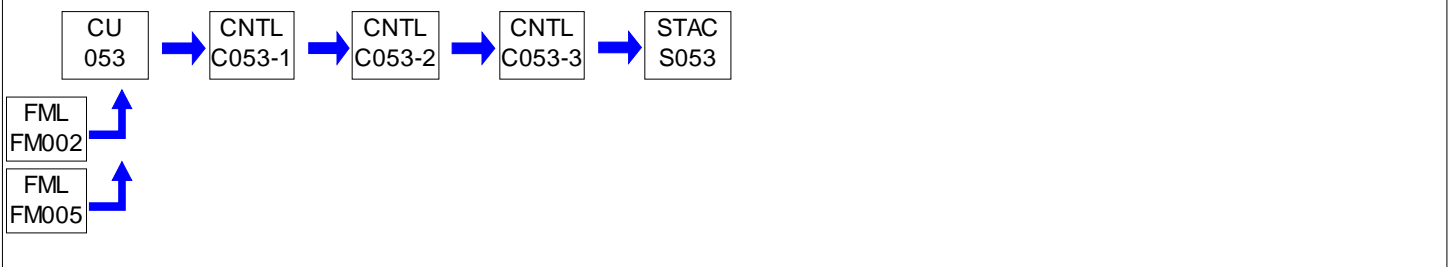 CU
053
CNTL
C053-1
CNTL
C053-2
CNTL
C053-3
STAC
S053
FML
FM002
FML
FM005